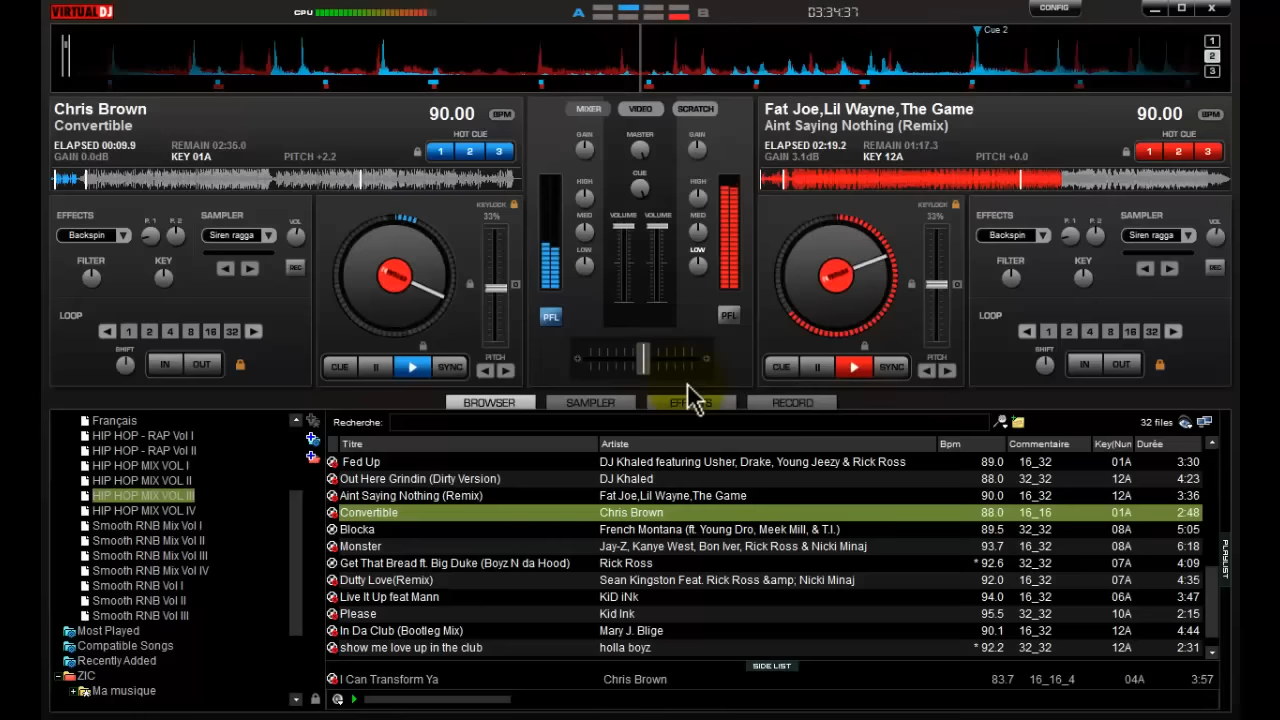 VIRTUAL DJ CPU A B 03:34:37 CONFIG
Cue 2
1
2
3
Chris Brown
Convertible
90.00 BPM
HOT CUE
ELAPSED 00:09.9 REMAIN 02:35.0
GAIN 0.0dB KEY 01A PITCH +2.2
1 2 3
MIXER VIDEO SCRATCH
GAIN MASTER GAIN
CUE
HIGH HIGH
MED VOLUME VOLUME MED
LOW LOW
PFL PFL
Fat Joe,Lil Wayne,The Game
Aint Saying Nothing (Remix)
90.00 BPM
HOT CUE
ELAPSED 02:19.2 REMAIN 01:17.3
GAIN 3.1dB KEY 12A PITCH +0.0
1 2 3
EFFECTS P. 1 P. 2 SAMPLER VOL
Backspin Siren ragga
FILTER KEY REC
LOOP
1 2 4 8 16 32
SHIFT IN OUT
KEYLOCK
33%
CUE II SYNC PITCH
KEYLOCK
33%
CUE II SYNC PITCH
EFFECTS P. 1 P. 2 SAMPLER VOL
Backspin Siren ragga
FILTER KEY REC
LOOP
1 2 4 8 16 32
SHIFT IN OUT
BROWSER SAMPLER EFFECTS RECORD
Français
HIP HOP - RAP Vol I
HIP HOP - RAP Vol II
HIP HOP MIX VOL I
HIP HOP MIX VOL II
HIP HOP MIX VOL III
HIP HOP MIX VOL IV
Smooth RNB Mix Vol I
Smooth RNB Mix Vol II
Smooth RNB Mix Vol III
Smooth RNB Mix Vol IV
Smooth RNB Vol I
Smooth RNB Vol II
Smooth RNB Vol III
Most Played
Compatible Songs
Recently Added
ZIC
Ma musique
Recherche: 32 files
Titre Artiste Bpm Commentaire Key(Nun Durée
Fed Up DJ Khaled featuring Usher, Drake, Young Jeezy & Rick Ross 89.0 16_32 01A 3:30
Out Here Grindin (Dirty Version) DJ Khaled 88.0 32_32 12A 4:23
Aint Saying Nothing (Remix) Fat Joe,Lil Wayne,The Game 90.0 16_32 12A 3:36
Convertible Chris Brown 88.0 16_16 01A 2:48
Blocka French Montana (ft. Young Dro, Meek Mill, & T.I.) 89.5 32_32 08A 5:05
Monster Jay-Z, Kanye West, Bon Iver, Rick Ross & Nicki Minaj 93.7 16_32 08A 6:18
Get That Bread ft. Big Duke (Boyz N da Hood) Rick Ross * 92.6 32_32 07A 4:09
Dutty Love(Remix) Sean Kingston Feat. Rick Ross &amp; Nicki Minaj 92.0 16_32 07A 4:35
Live It Up feat Mann KiD iNk 94.0 16_32 06A 3:47
Please Kid Ink 95.5 32_32 10A 2:15
In Da Club (Bootleg Mix) Mary J. Blige 90.1 16_32 12A 4:44
show me love up in the club holla boyz * 92.2 32_32 12A 2:31
SIDE LIST
I Can Transform Ya Chris Brown 83.7 16_16_4 04A 3:57
PLAYLIST